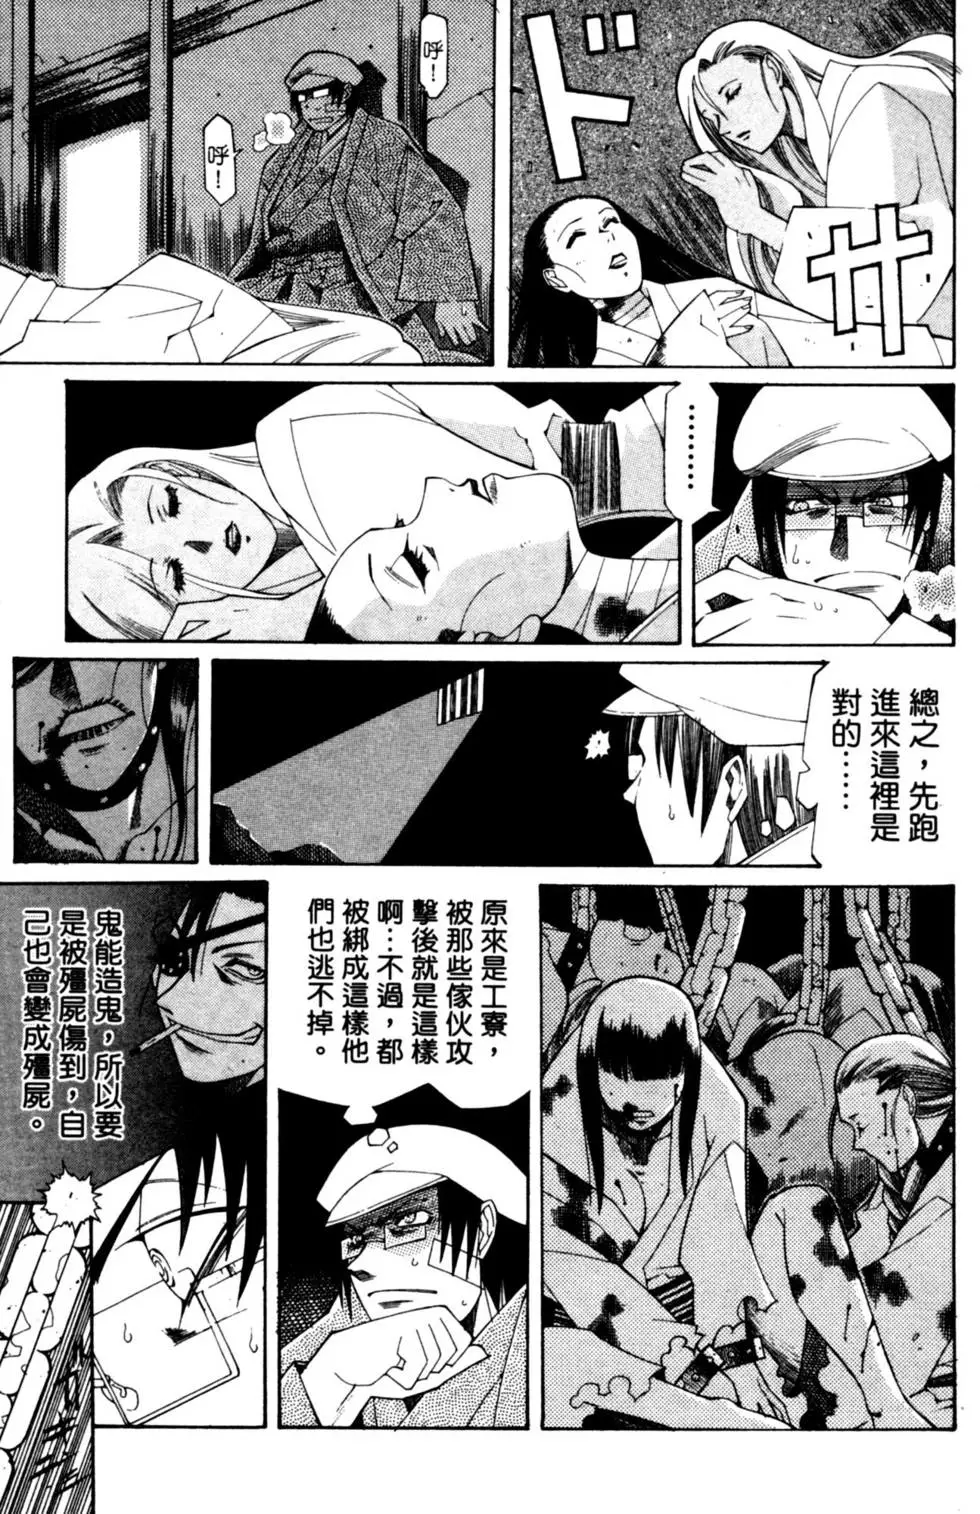 ドサ
呼!
呼!
………
總之，先跑
進來這裡是
對的……
原來是工寮，
被那些傢伙攻
擊後就是這樣
啊…不過，都
被綁成這樣他
們也逃不掉。
鬼能造鬼，所以要
是被殭屍傷到，自
己也會變成殭屍。